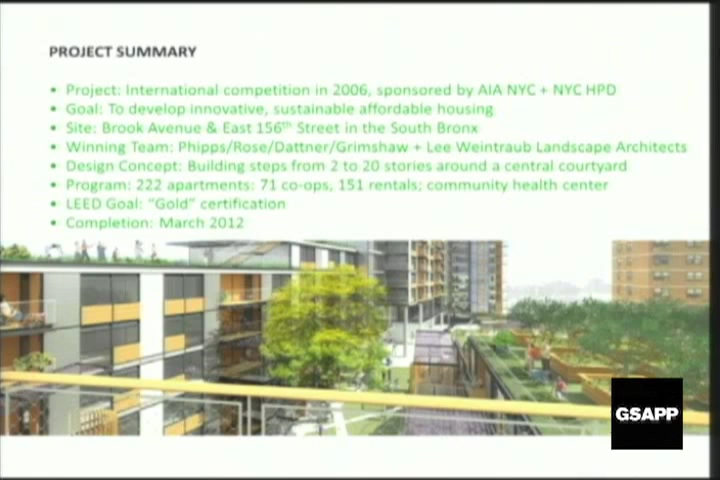 PROJECT SUMMARY
• Project: International competition in 2006, sponsored by AIA NYC + NYC HPD
• Goal: To develop innovative, sustainable affordable housing
• Site: Brook Avenue & East 156th Street in the South Bronx
• Winning Team: Phipps/Rose/Dattner/Grimshaw + Lee Weintraub Landscape Architects
• Design Concept: Building steps from 2 to 20 stories around a central courtyard
• Program: 222 apartments: 71 co-ops, 151 rentals; community health center
• LEED Goal: “Gold” certification
• Completion: March 2012
GSAPP